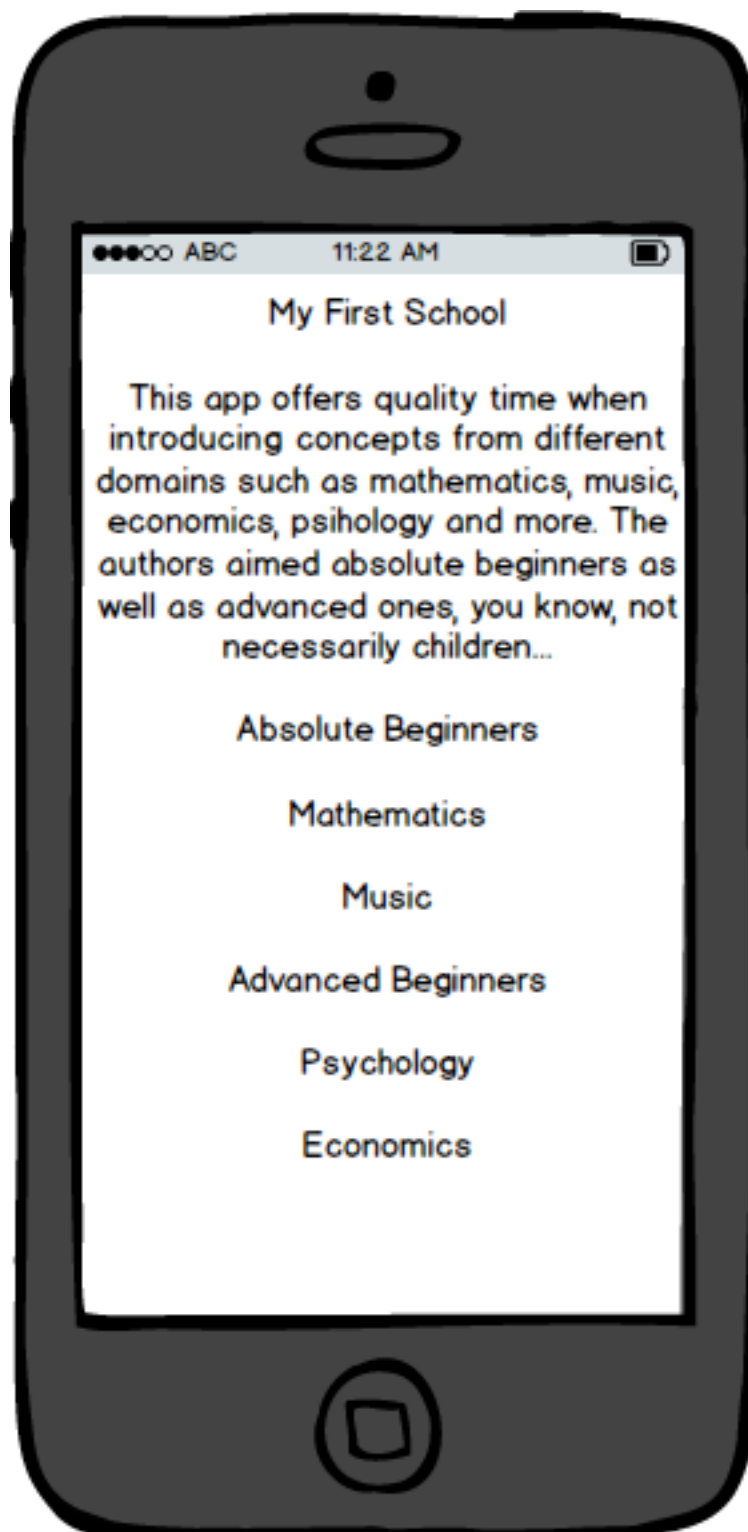 ABC 11:22 AM
My First School
This app offers quality time when
introducing concepts from different
domains such as mathematics, music,
economics, psihology and more. The
authors aimed absolute beginners as
well as advanced ones, you know, not
necessarily children...
Absolute Beginners
Mathematics
Music
Advanced Beginners
Psychology
Economics